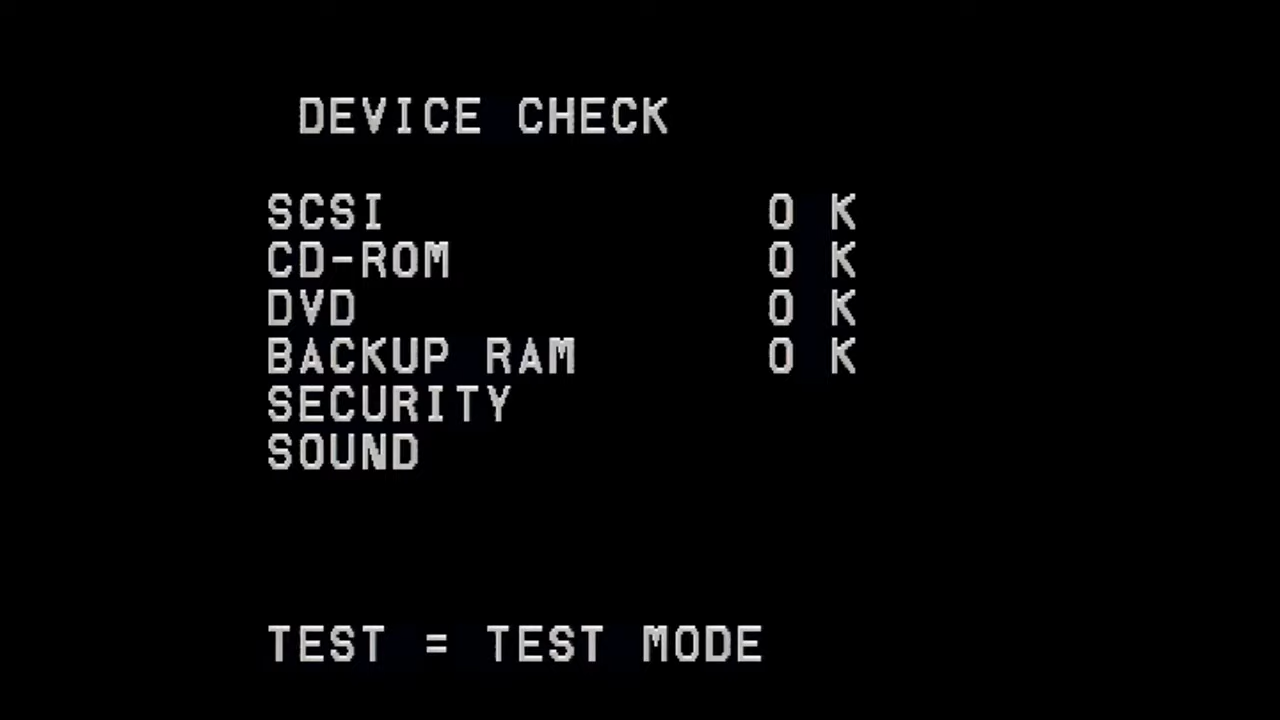 DEVICE CHECK
SCSI O K
CD-ROM O K
DVD O K
BACKUP RAM O K
SECURITY
SOUND
TEST = TEST MODE